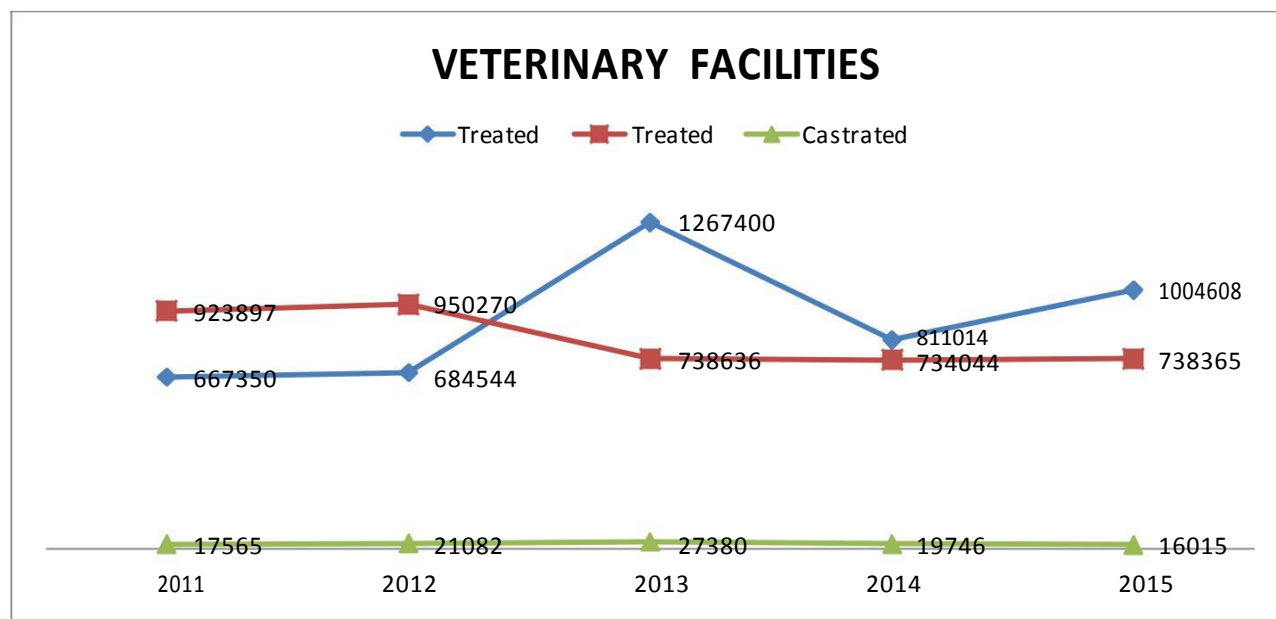 VETERINARY FACILITIES
Treated Treated Castrated
1267400
1004608
923897 950270
811014
738636 734044 738365
667350 684544
17565 21082 27380 19746 16015
2011 2012 2013 2014 2015